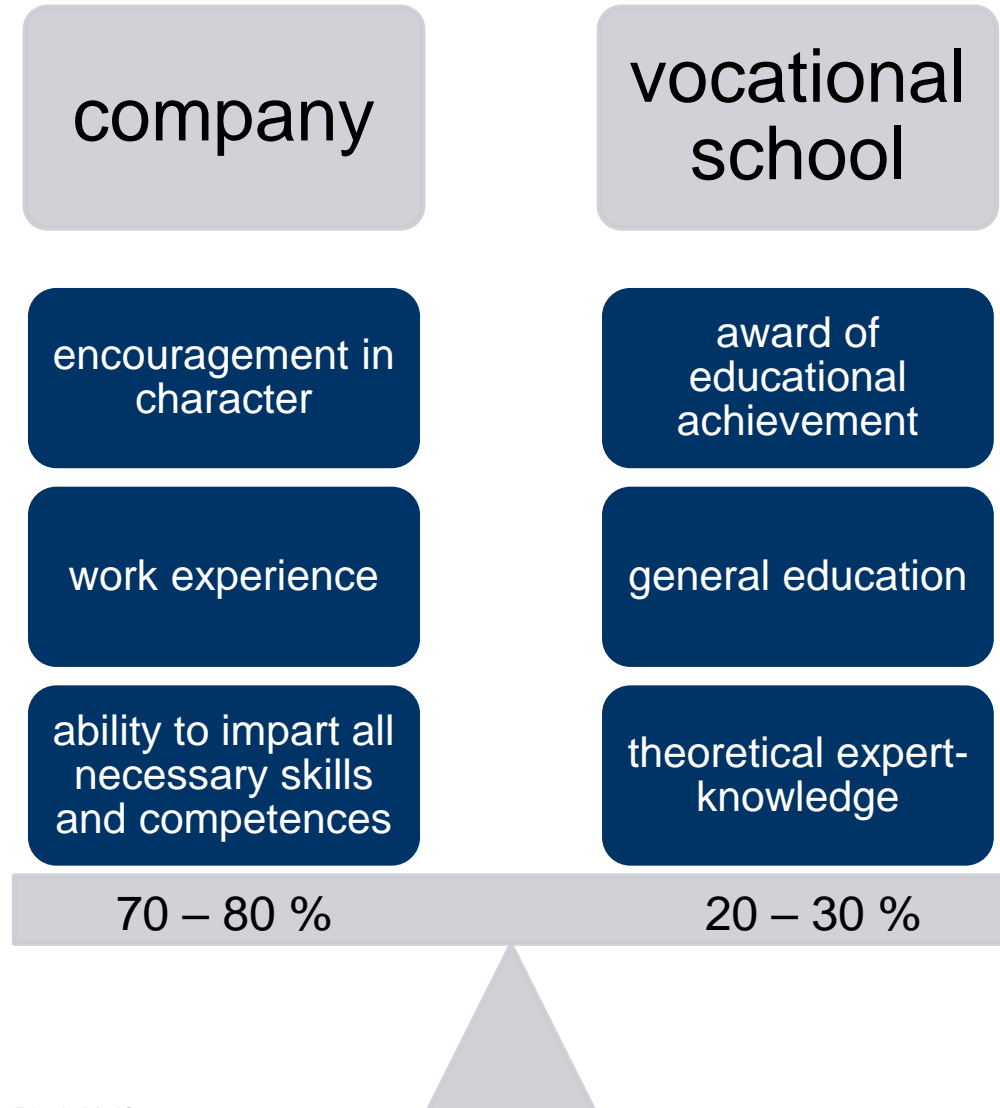 company
vocational
school
encouragement in
character
award of
educational
achievement
work experience
general education
ability to impart all
necessary skills
and competences
theoretical expert-
knowledge
70 – 80 %
20 – 30 %